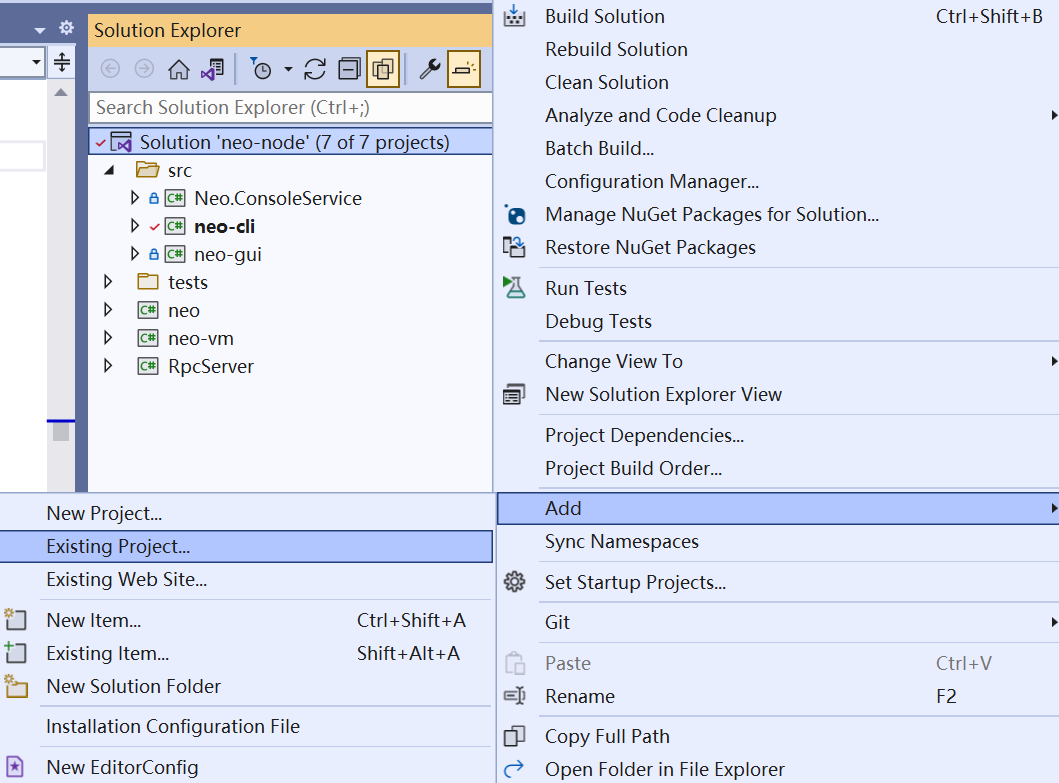 Solution Explorer
Search Solution Explorer (Ctrl+;)
Solution 'neo-node' (7 of 7 projects)
src
C# Neo.ConsoleService
C# neo-cli
C# neo-gui
tests
C# neo
C# neo-vm
C# RpcServer
Build Solution Ctrl+Shift+B
Rebuild Solution
Clean Solution
Analyze and Code Cleanup
Batch Build...
Configuration Manager...
Manage NuGet Packages for Solution...
Restore NuGet Packages
Run Tests
Debug Tests
Change View To
New Solution Explorer View
Project Dependencies...
Project Build Order...
Add
Sync Namespaces
Set Startup Projects...
Git
Paste Ctrl+V
Rename F2
Copy Full Path
Open Folder in File Explorer
New Project...
Existing Project...
Existing Web Site...
New Item... Ctrl+Shift+A
Existing Item... Shift+Alt+A
New Solution Folder
Installation Configuration File
New EditorConfig